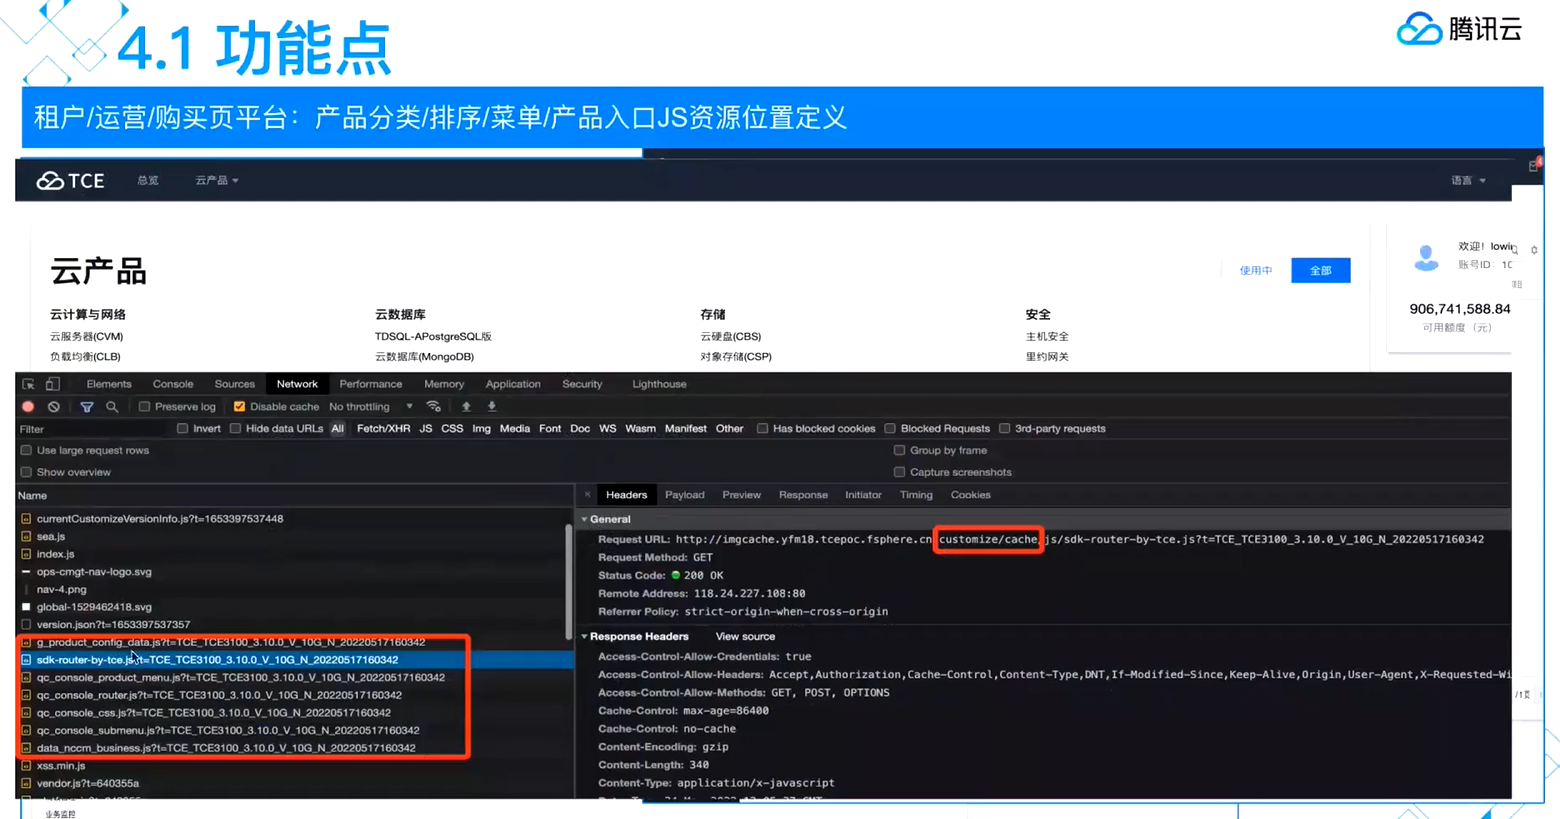 4.1 功能点
腾讯云
租户/运营/购买页平台：产品分类/排序/菜单/产品入口JS资源位置定义
TCE 总览 云产品 语言
云产品
使用中 全部
欢迎！lowin
账号ID：10
906,741,588.84
可用额度（元）
云计算与网络 云数据库 存储 安全
云服务器(CVM) TDSQL-APostgreSQL版 云硬盘(CBS) 主机安全
负载均衡(CLB) 云数据库(MongoDB) 对象存储(CSP) 里约网关
Elements Console Sources Network Performance Memory Application Security Lighthouse
Preserve log Disable cache No throttling
Filter Invert Hide data URLs All Fetch/XHR JS CSS Img Media Font Doc WS Wasm Manifest Other Has blocked cookies Blocked Requests 3rd-party requests
Use large request rows Group by frame
Show overview Capture screenshots
Name
currentCustomizeVersionInfo.js?t=1653397537448
sea.js
index.js
ops-cmgt-nav-logo.svg
nav-4.png
global-1529462418.svg
version.json?t=1653397537357
g_product_config_data.js?t=TCE_TCE3100_3.10.0_V_10G_N_20220517160342
sdk-router-by-tce.js?t=TCE_TCE3100_3.10.0_V_10G_N_20220517160342
qc_console_product_menu.js?t=TCE_TCE3100_3.10.0_V_10G_N_20220517160342
qc_console_router.js?t=TCE_TCE3100_3.10.0_V_10G_N_20220517160342
qc_console_css.js?t=TCE_TCE3100_3.10.0_V_10G_N_20220517160342
qc_console_submenu.js?t=TCE_TCE3100_3.10.0_V_10G_N_20220517160342
data_nccm_business.js?t=TCE_TCE3100_3.10.0_V_10G_N_20220517160342
xss.min.js
vendor.js?t=640355a
Headers Payload Preview Response Initiator Timing Cookies
General
Request URL: http://imgcache.yfm18.tcepoc.fsphere.cn/customize/cache/js/sdk-router-by-tce.js?t=TCE_TCE3100_3.10.0_V_10G_N_20220517160342
Request Method: GET
Status Code: 200 OK
Remote Address: 118.24.227.108:80
Referrer Policy: strict-origin-when-cross-origin
Response Headers View source
Access-Control-Allow-Credentials: true
Access-Control-Allow-Headers: Accept,Authorization,Cache-Control,Content-Type,DNT,If-Modified-Since,Keep-Alive,Origin,User-Agent,X-Requested-Wi
Access-Control-Allow-Methods: GET, POST, OPTIONS
Cache-Control: max-age=86400
Cache-Control: no-cache
Content-Encoding: gzip
Content-Length: 340
Content-Type: application/x-javascript
/1页
业务监控